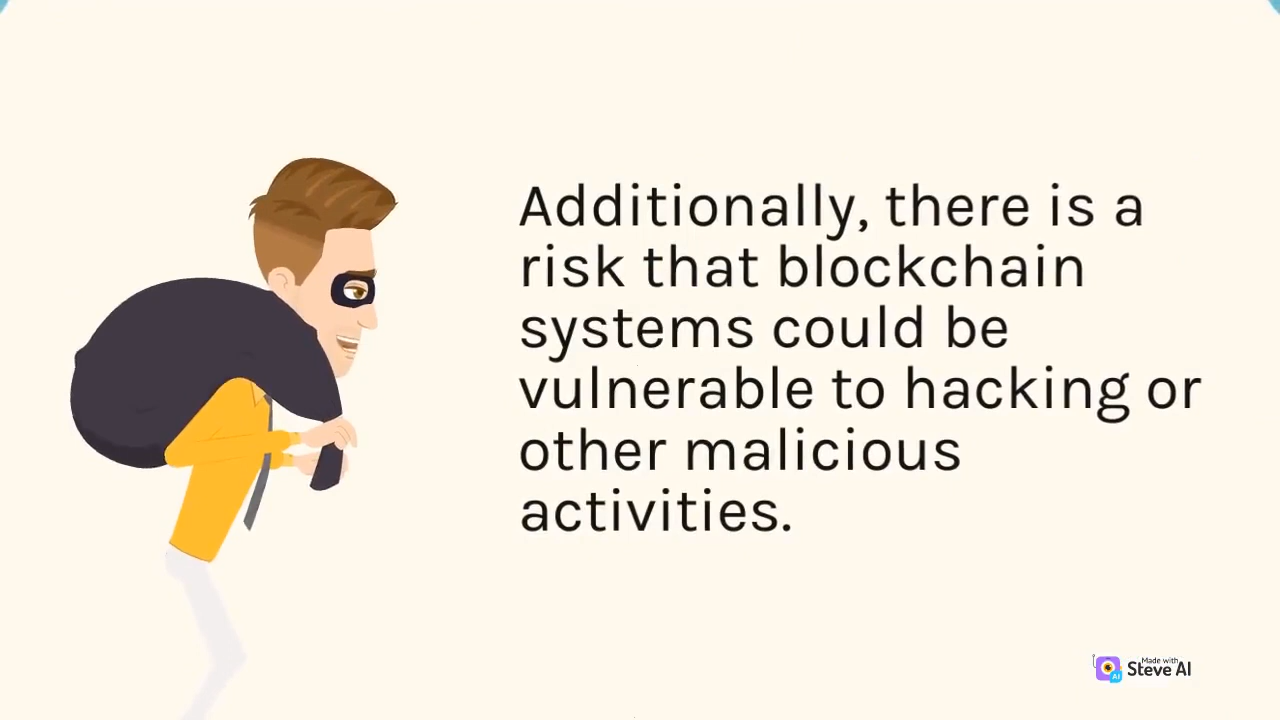 Additionally, there is a
risk that blockchain
systems could be
vulnerable to hacking or
other malicious
activities.
Made with
Steve AI
AI